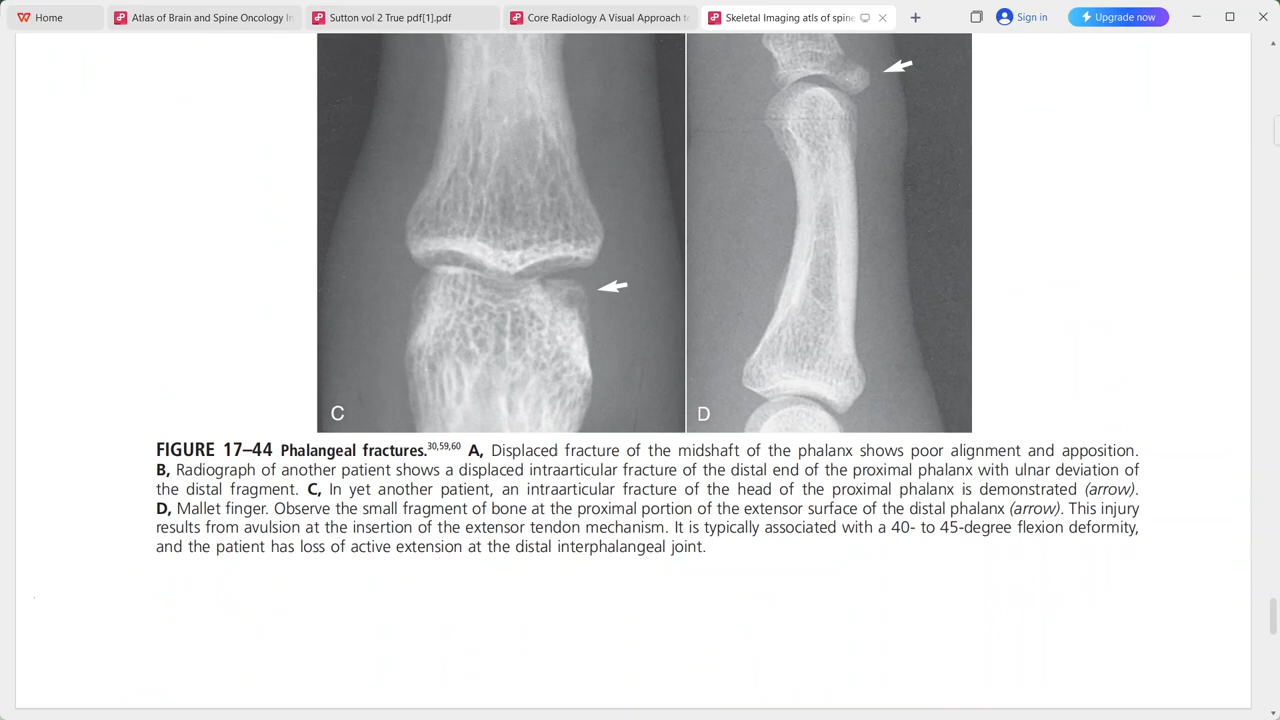 Home
Atlas of Brain and Spine Oncology In
Sutton vol 2 True pdf[1].pdf
Core Radiology A Visual Approach to
Skeletal Imaging atls of spine
Sign in
Upgrade now
C
D
FIGURE 17–44 Phalangeal fractures.30,59,60 A, Displaced fracture of the midshaft of the phalanx shows poor alignment and apposition.
B, Radiograph of another patient shows a displaced intraarticular fracture of the distal end of the proximal phalanx with ulnar deviation of
the distal fragment. C, In yet another patient, an intraarticular fracture of the head of the proximal phalanx is demonstrated (arrow).
D, Mallet finger. Observe the small fragment of bone at the proximal portion of the extensor surface of the distal phalanx (arrow). This injury
results from avulsion at the insertion of the extensor tendon mechanism. It is typically associated with a 40- to 45-degree flexion deformity,
and the patient has loss of active extension at the distal interphalangeal joint.